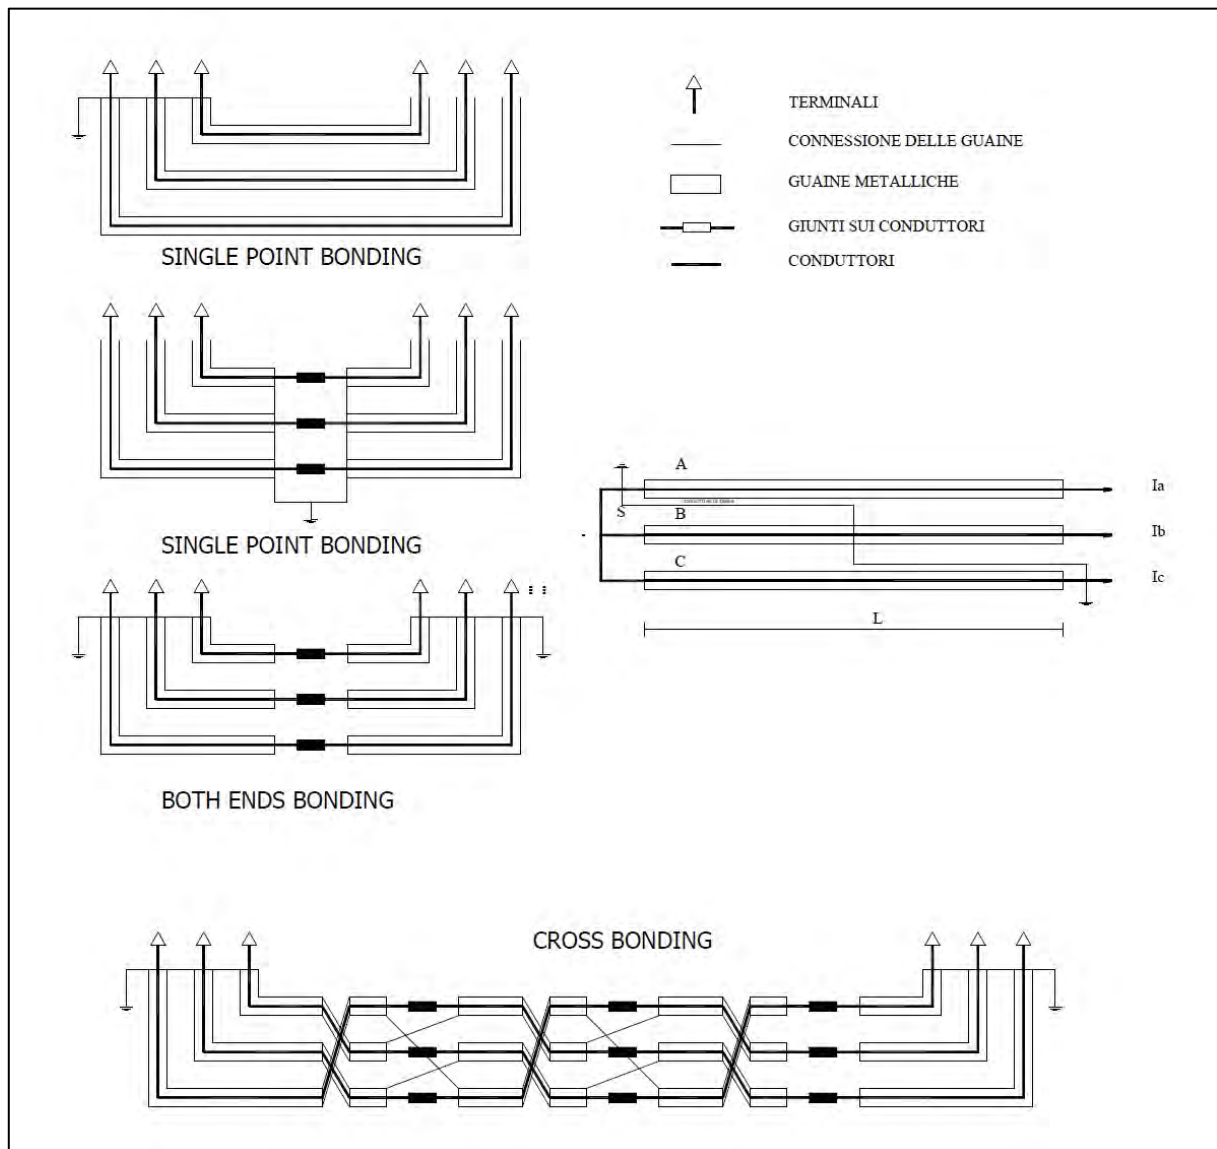 TERMINALI
CONNESSIONE DELLE GUAINE
GUAINE METALLICHE
GIUNTI SUI CONDUTTORI
CONDUTTORI
SINGLE POINT BONDING
SINGLE POINT BONDING
A
Ia
S
B
Ib
C
Ic
L
BOTH ENDS BONDING
CROSS BONDING